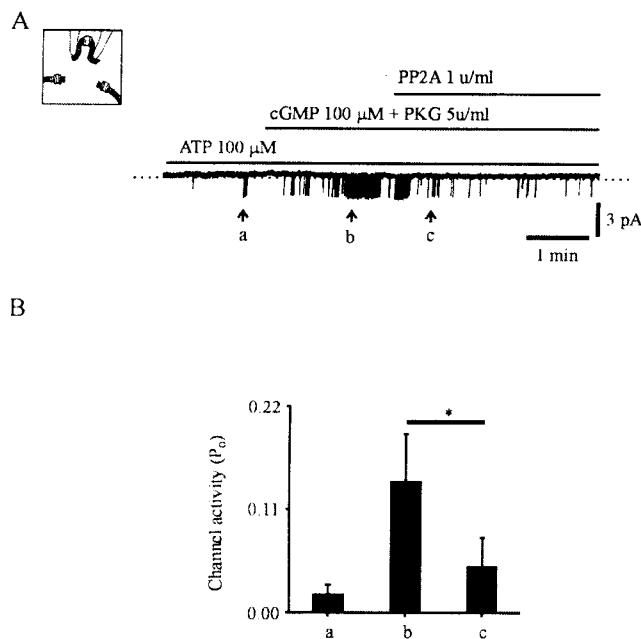 A
PP2A 1 u/ml
cGMP 100 μM + PKG 5u/ml
ATP 100 μM
a b c
3 pA
1 min
B
Channel activity (Po)
0.22
0.11
0.00
*
a b c